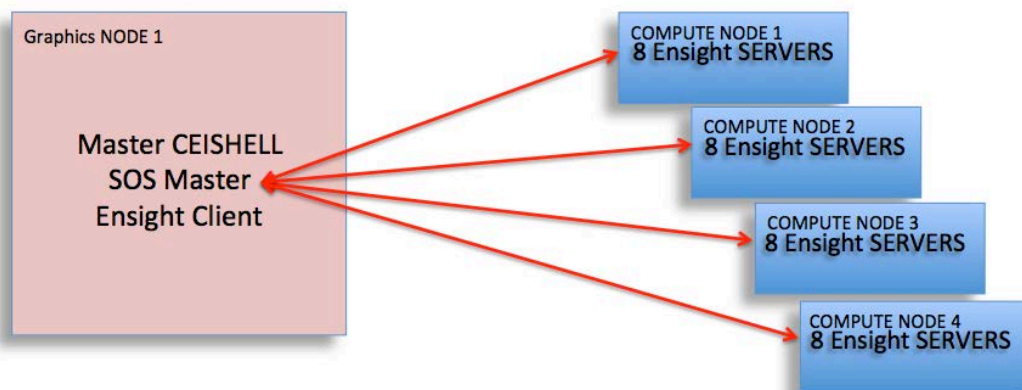 Graphics NODE 1
Master CEISHELL
SOS Master
Ensight Client
COMPUTE NODE 1
8 Ensight SERVERS
COMPUTE NODE 2
8 Ensight SERVERS
COMPUTE NODE 3
8 Ensight SERVERS
COMPUTE NODE 4
8 Ensight SERVERS